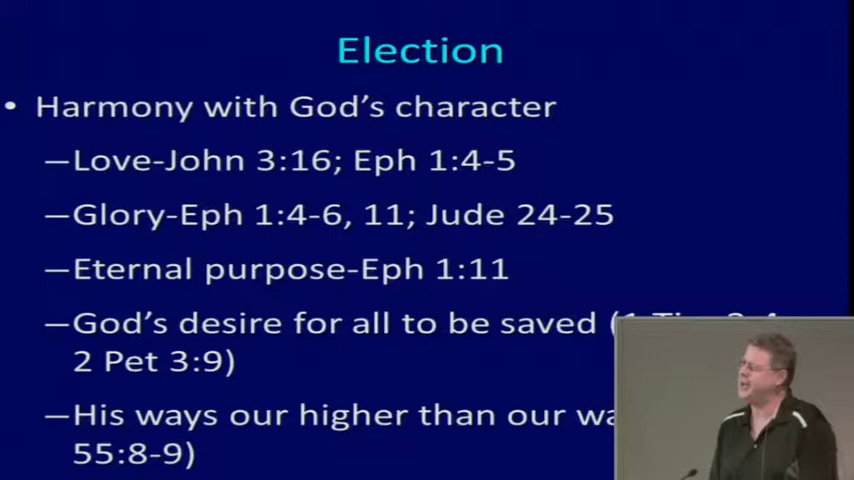 Election
• Harmony with God's character
–Love-John 3:16; Eph 1:4-5
–Glory-Eph 1:4-6, 11; Jude 24-25
–Eternal purpose-Eph 1:11
–God's desire for all to be saved
2 Pet 3:9)
–His ways our higher than our
55:8-9)